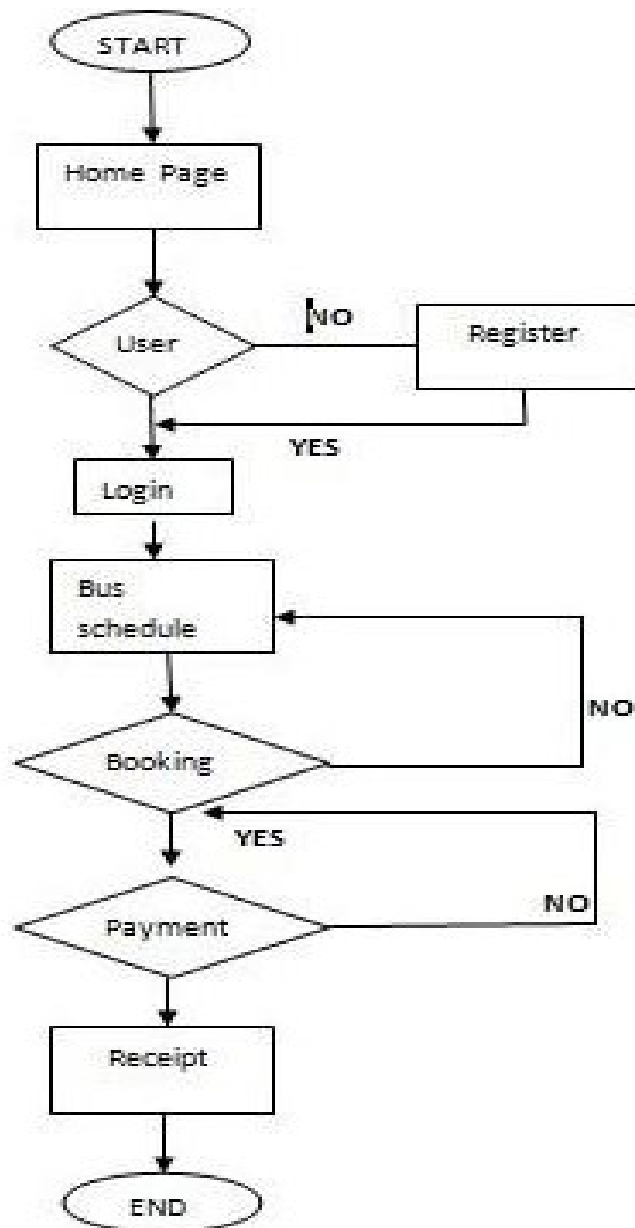 START
Home Page
User
NO
Register
YES
Login
Bus
schedule
NO
Booking
YES
NO
Payment
Receipt
END